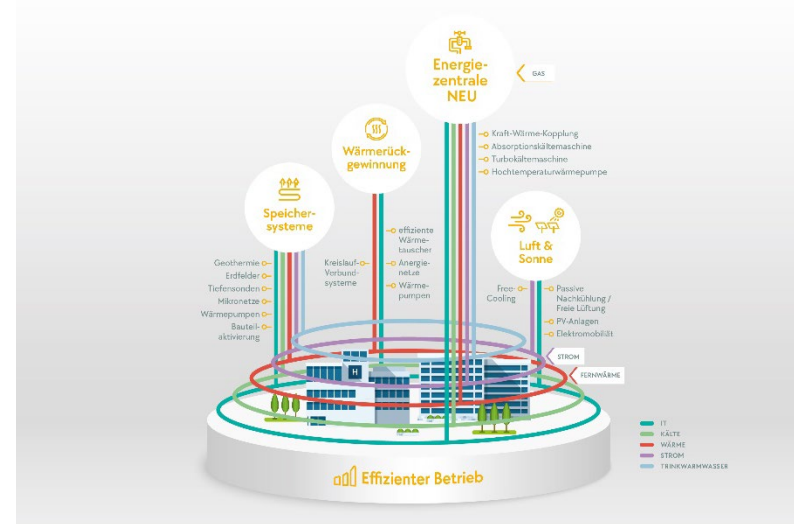 Energie-
zentrale
NEU
GAS
Kraft-Wärme-Kopplung
Absorptionskältemaschine
Turbokältemaschine
Hochtemperaturwärmepumpe
Wärmerück-
gewinnung
Kreislauf-
Verbund-
systeme
effiziente
Wärme-
tauscher
Anergie-
netze
Wärme-
pumpen
Speicher-
systeme
Geothermie
Erdfelder
Tiefensonden
Mikronetze
Wärmepumpen
Bauteil-
aktivierung
Luft &
Sonne
Free-
Cooling
Passive
Nachkühlung /
Freie Lüftung
PV-Anlagen
Elektromobiliät
STROM
FERNWÄRME
H
IT
KÄLTE
WÄRME
STROM
TRINKWARMWASSER
Effizienter Betrieb